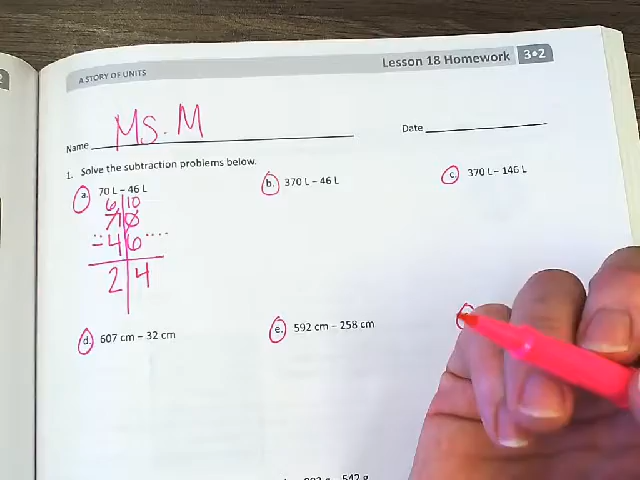 A STORY OF UNITS
Lesson 18 Homework 3•2
Name Ms. M
Date
1. Solve the subtraction problems below.
a. 70 L – 46 L
6 10
7 0
- 4 6
2 4
b. 370 L – 46 L
c. 370 L – 146 L
d. 607 cm – 32 cm
e. 592 cm – 258 cm